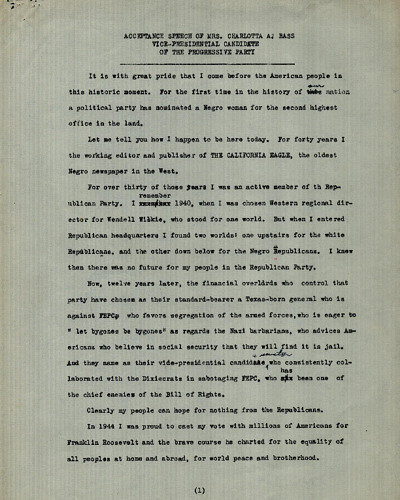 ACCEPTANCE SPEECH OF MRS. CHARLOTTA A. BASS
VICE-PRESIDENTIAL CANDIDATE
OF THE PROGRESSIVE PARTY
It is with great pride that I come before the American people in
this historic moment. For the first time in the history of our nation
a political party has nominated a Negro woman for the second highest
office in the land.
Let me tell you how I happen to be here today. For forty years I
the working editor and publisher of THE CALIFORNIA EAGLE, the oldest
Negro newspaper in the West.
For over thirty of those years I was an active member of th Rep-
ublican Party. I remember 1940, when I was chosen Western regional dir-
ector for Wendell Wilkie, who stood for one world. But when I entered
Republican headquarters I found two worlds: one upstairs for the white
Republicans, and the other down below for the Negro Republicans. I knew
then there was no future for my people in the Republican Party.
Now, twelve years later, the financial overlords who control that
party have chosen as their standard-bearer a Texas-born general who is
against FEPC, who favors segregation of the armed forces, who is eager to
" let bygones be bygones" as regards the Nazi barbarians, who advices Am-
ericans who believe in social security that they will find it is jail.
And they name as their vide-presidential candidate, senator who consistently col-
laborated with the Dixiecrats in sabotaging FEPC, who has been one of
the chief enemies of the Bill of Rights.
Clearly my people can hope for nothing from the Republicans.
In 1944 I was proud to cast my vote with millions of Americans for
Franklin Roosevelt and the brave course he charted for the equality of
all peoples at home and abroad, for world peace and brotherhood.
(1)